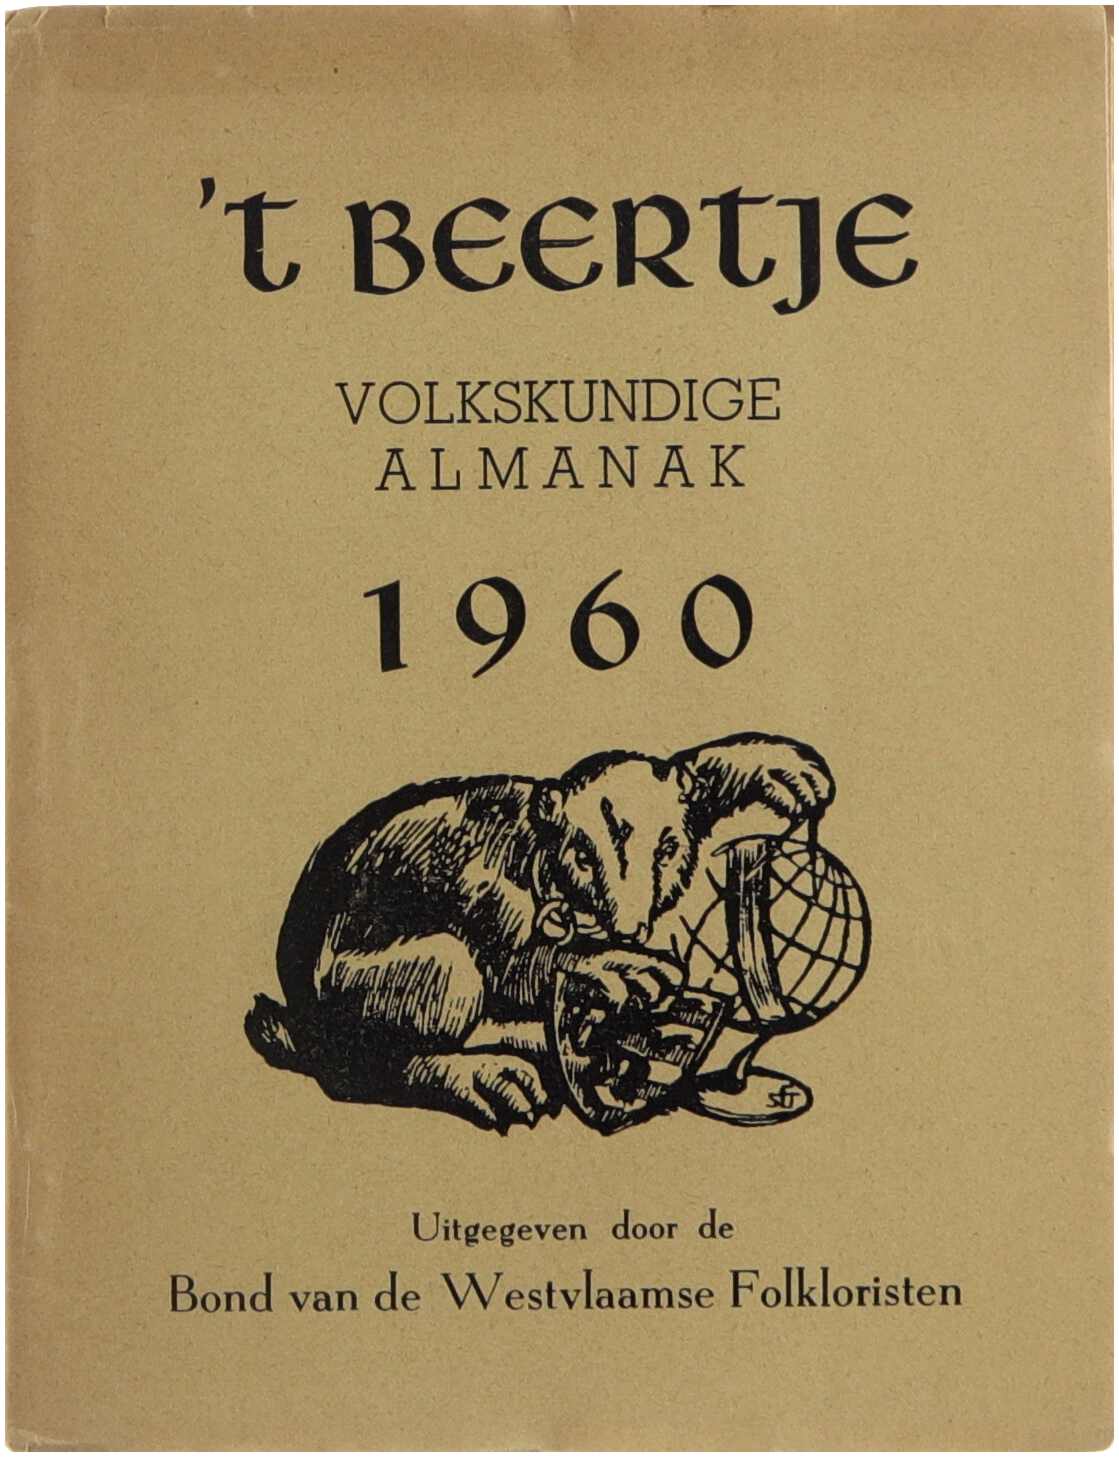 't BEERTJE
VOLKSKUNDIGE
ALMANAK
1960
Uitgegeven door de
Bond van de Westvlaamse Folkloristen